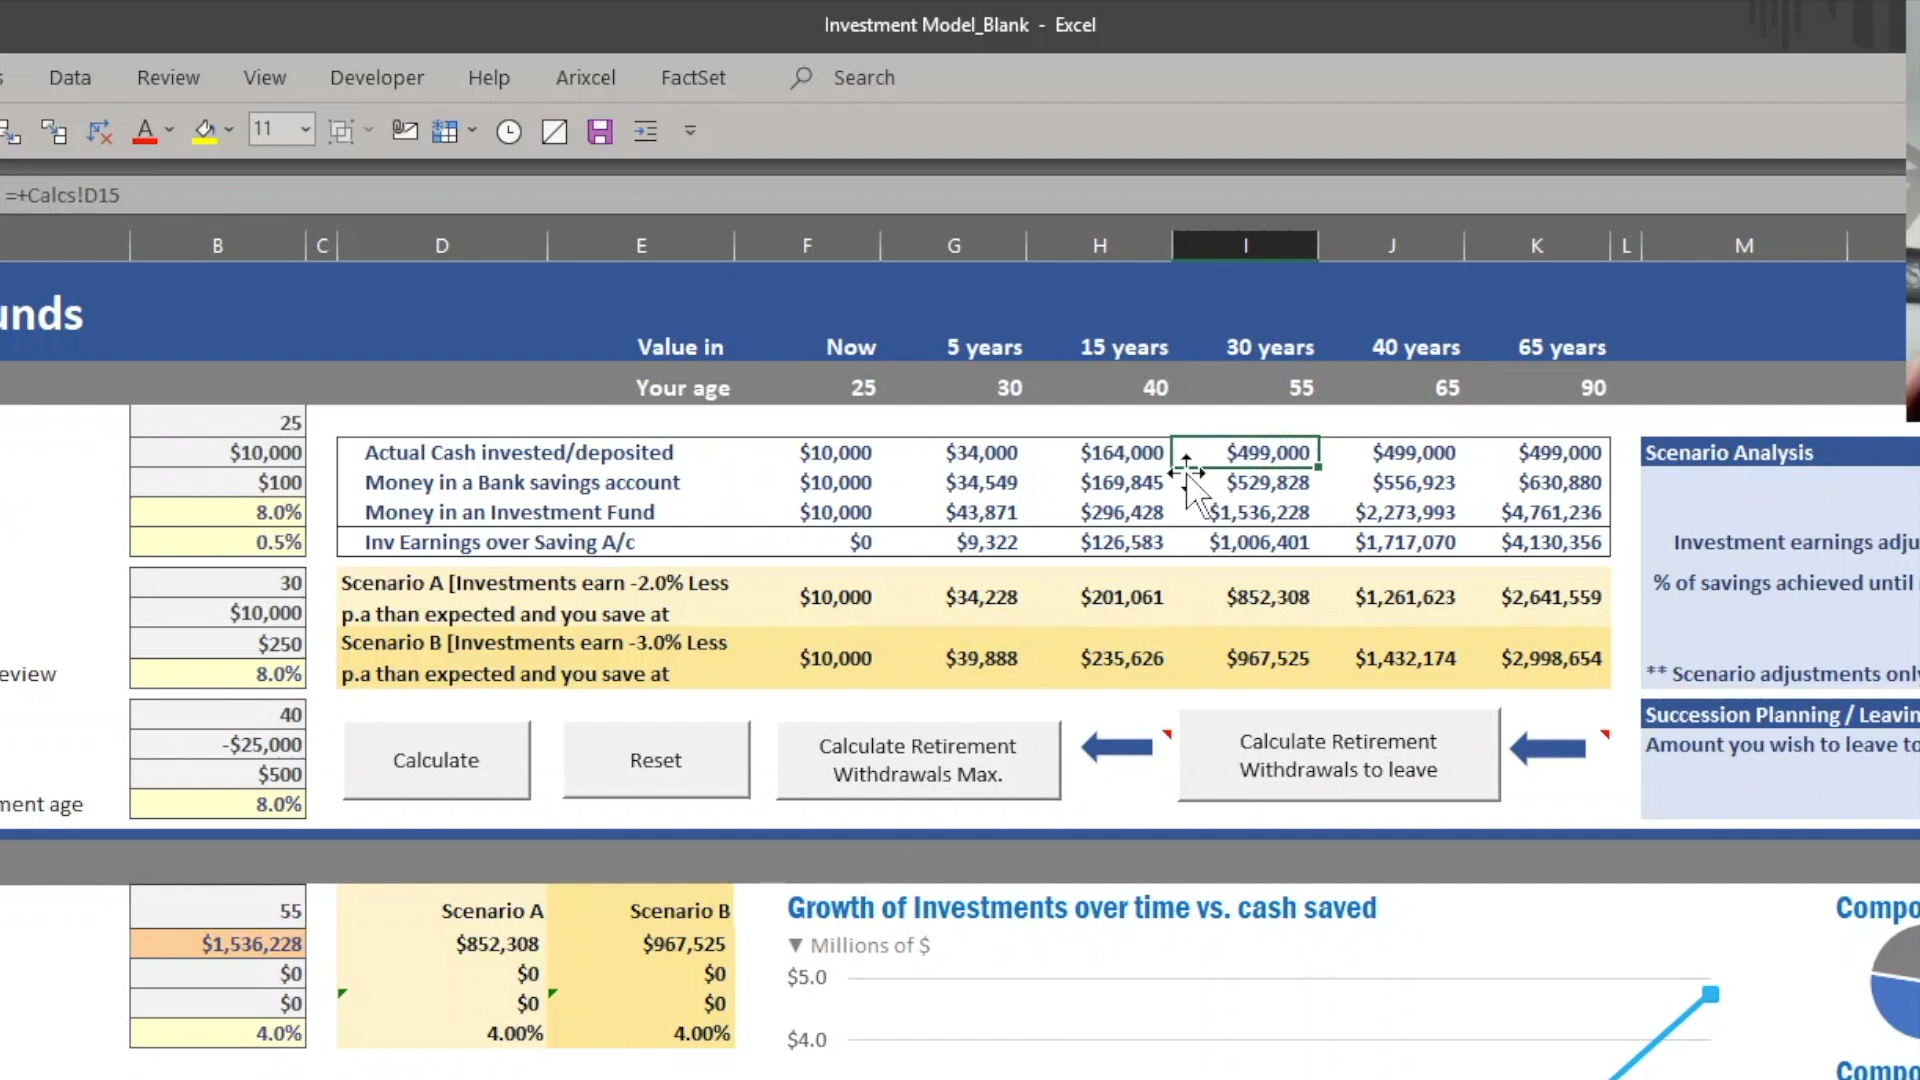 Investment Model_Blank - Excel
Data Review View Developer Help Arixcel FactSet Search
11
=+Calcs!D15
B C D E F G H I J K L M
unds
Value in Now 5 years 15 years 30 years 40 years 65 years
Your age 25 30 40 55 65 90
25
$10,000 Actual Cash invested/deposited $10,000 $34,000 $164,000 $499,000 $499,000 $499,000 Scenario Analysis
$100 Money in a Bank savings account $10,000 $34,549 $169,845 $529,828 $556,923 $630,880
8.0% Money in an Investment Fund $10,000 $43,871 $296,428 $1,536,228 $2,273,993 $4,761,236
0.5% Inv Earnings over Saving A/c $0 $9,322 $126,583 $1,006,401 $1,717,070 $4,130,356 Investment earnings adju
30 Scenario A [Investments earn -2.0% Less % of savings achieved until
$10,000 p.a than expected and you save at $10,000 $34,228 $201,061 $852,308 $1,261,623 $2,641,559
$250 Scenario B [Investments earn -3.0% Less
eview 8.0% p.a than expected and you save at $10,000 $39,888 $235,626 $967,525 $1,432,174 $2,998,654 ** Scenario adjustments only
40 Succession Planning / Leavin
-$25,000 Amount you wish to leave to
$500 Calculate Reset Calculate Retirement Withdrawals Max. Calculate Retirement Withdrawals to leave
ment age 8.0%
55 Scenario A Scenario B Growth of Investments over time vs. cash saved Compo
$1,536,228 $852,308 $967,525 ▼ Millions of $
$0 $0 $0 $5.0
$0 $0 $0
4.0% 4.00% 4.00% $4.0
Compo